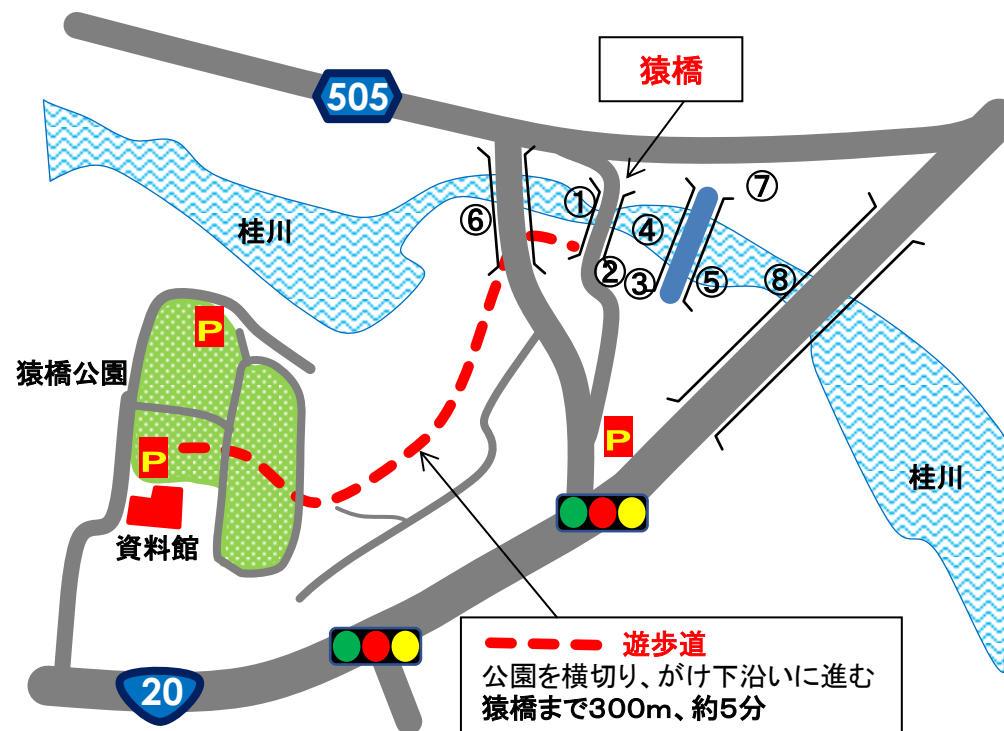 505
猿橋
桂川
①
②
③
④
⑤
⑥
⑦
⑧
P
猿橋公園
P
P
資料館
桂川
20
遊歩道
公園を横切り、がけ下沿いに進む
猿橋まで300m、約5分